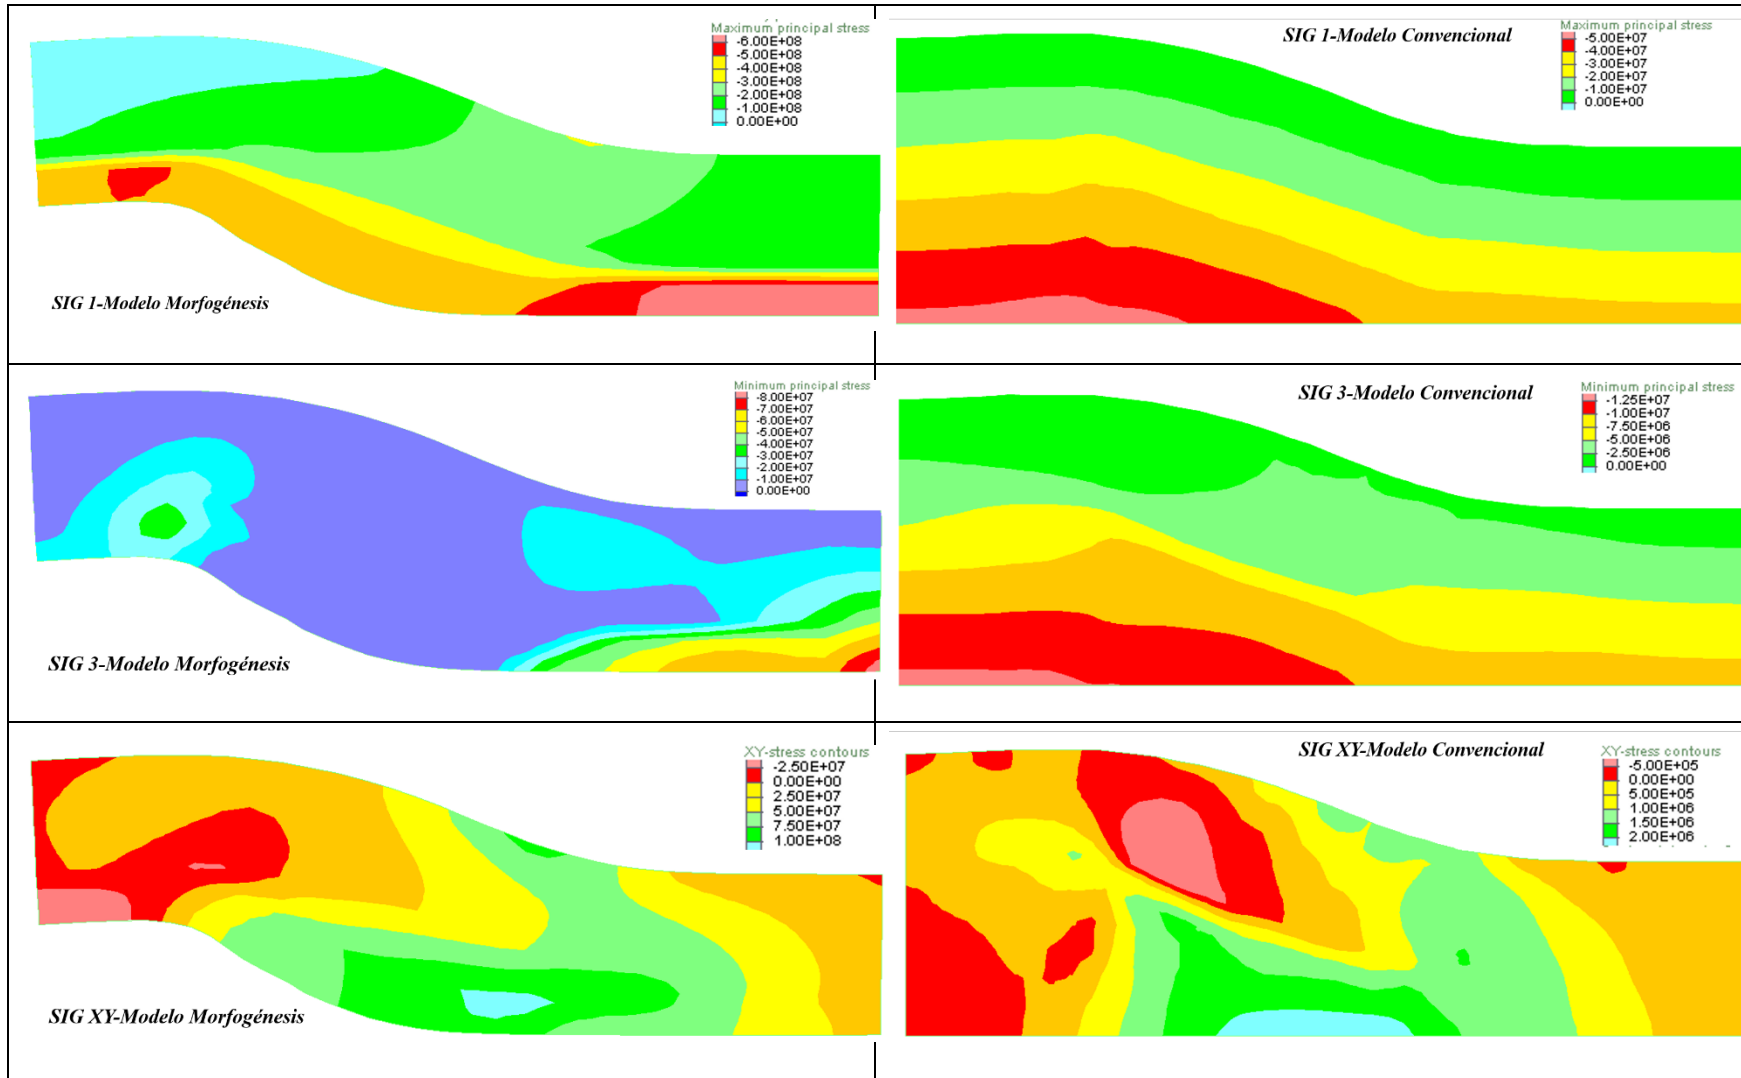 Maximum principal stress
-6.00E+08
-5.00E+08
-4.00E+08
-3.00E+08
-2.00E+08
-1.00E+08
0.00E+00
SIG 1-Modelo Morfogénesis
SIG 1-Modelo Convencional
Maximum principal stress
-5.00E+07
-4.00E+07
-3.00E+07
-2.00E+07
-1.00E+07
0.00E+00
Minimum principal stress
-8.00E+07
-7.00E+07
-6.00E+07
-5.00E+07
-4.00E+07
-3.00E+07
-2.00E+07
-1.00E+07
0.00E+00
SIG 3-Modelo Morfogénesis
SIG 3-Modelo Convencional
Minimum principal stress
-1.25E+07
-1.00E+07
-7.50E+06
-5.00E+06
-2.50E+06
0.00E+00
XY-stress contours
-2.50E+07
0.00E+00
2.50E+07
5.00E+07
7.50E+07
1.00E+08
SIG XY-Modelo Morfogénesis
SIG XY-Modelo Convencional
XY-stress contours
-5.00E+05
0.00E+00
5.00E+05
1.00E+06
1.50E+06
2.00E+06